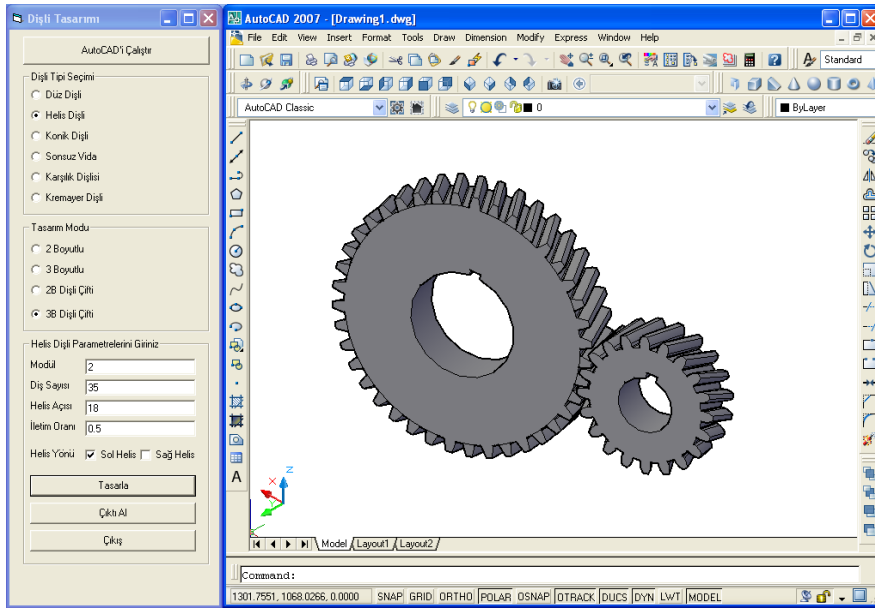 Dişli Tasarımı
AutoCAD'i Çalıştır
Dişli Tipi Seçimi
Düz Dişli
Helis Dişli
Konik Dişli
Sonsuz Vida
Karşılık Dişlisi
Kremayer Dişli
Tasarım Modu
2 Boyutlu
3 Boyutlu
2B Dişli Çifti
3B Dişli Çifti
Helis Dişli Parametrelerini Giriniz
Modül 2
Diş Sayısı 35
Helis Açısı 18
İletim Oranı 0.5
Helis Yönü Sol Helis Sağ Helis
Tasarla
Çıktı Al
Çıkış
AutoCAD 2007 - [Drawing1.dwg]
File Edit View Insert Format Tools Draw Dimension Modify Express Window Help
Standard
AutoCAD Classic 0 ByLayer
A
X Y Z
Model Layout1 Layout2
Command:
1301.7551, 1068.0266, 0.0000 SNAP GRID ORTHO POLAR OSNAP OTRACK DUCS DYN LWT MODEL